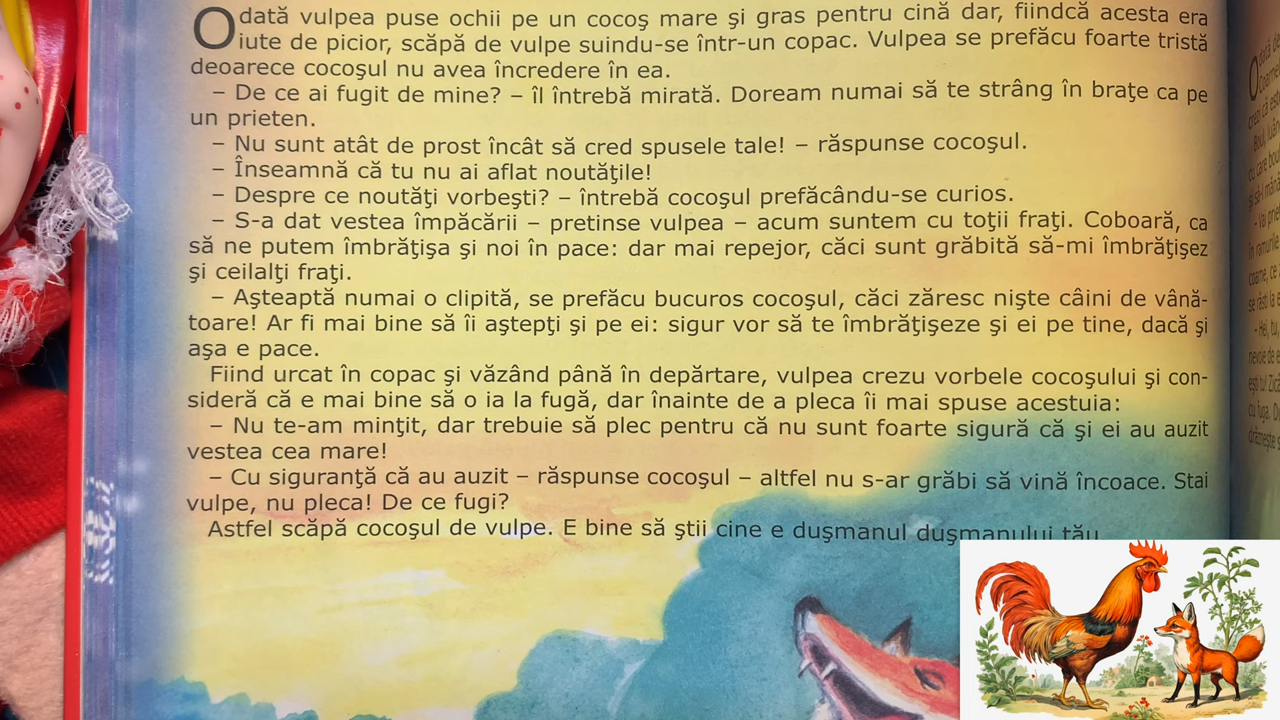 Odată vulpea puse ochii pe un cocoş mare şi gras pentru cină dar, fiindcă acesta era
iute de picior, scăpă de vulpe suindu-se într-un copac. Vulpea se prefăcu foarte tristă
deoarece cocoşul nu avea încredere în ea.
– De ce ai fugit de mine? – îl întrebă mirată. Doream numai să te strâng în braţe ca pe
un prieten.
– Nu sunt atât de prost încât să cred spusele tale! – răspunse cocoşul.
– Înseamnă că tu nu ai aflat noutăţile!
– Despre ce noutăţi vorbeşti? – întrebă cocoşul prefăcându-se curios.
– S-a dat vestea împăcării – pretinse vulpea – acum suntem cu toţii fraţi. Coboară, ca
să ne putem îmbrăţişa şi noi în pace: dar mai repejor, căci sunt grăbită să-mi îmbrăţişez
şi ceilalţi fraţi.
– Aşteaptă numai o clipită, se prefăcu bucuros cocoşul, căci zăresc nişte câini de vână-
toare! Ar fi mai bine să îi aştepţi şi pe ei: sigur vor să te îmbrăţişeze şi ei pe tine, dacă şi
aşa e pace.
Fiind urcat în copac şi văzând până în depărtare, vulpea crezu vorbele cocoşului şi con-
sideră că e mai bine să o ia la fugă, dar înainte de a pleca îi mai spuse acestuia:
– Nu te-am minţit, dar trebuie să plec pentru că nu sunt foarte sigură că şi ei au auzit
vestea cea mare!
– Cu siguranţă că au auzit – răspunse cocoşul – altfel nu s-ar grăbi să vină încoace. Stai
vulpe, nu pleca! De ce fugi?
Astfel scăpă cocoşul de vulpe. E bine să ştii cine e duşmanul duşmanului tău